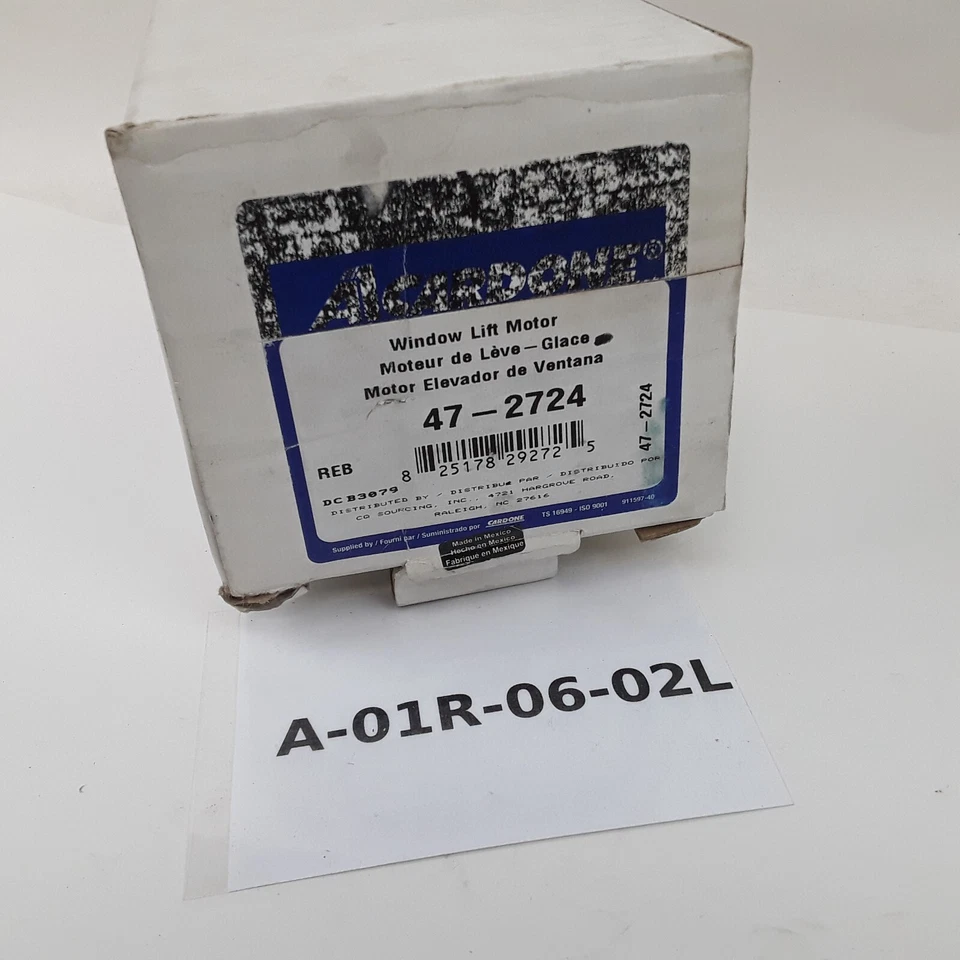 A1 CARDONE®
Window Lift Motor
Moteur de Lève-Glace
Motor Elevador de Ventana
47-2724
47-2724
REB
8 25178 29272 5
DC B3079
DISTRIBUTED BY / DISTRIBUE PAR / DISTRIBUIDO POR
CQ SOURCING, INC., 4721 HARGROVE ROAD,
RALEIGH, NC 27616
Supplied by / Fourni par / Suministrado por CARDONE TS 16949 - ISO 9001 911597-40
Made in Mexico
Hecho en Mexico
Fabriqué en Mexique
A-01R-06-02L